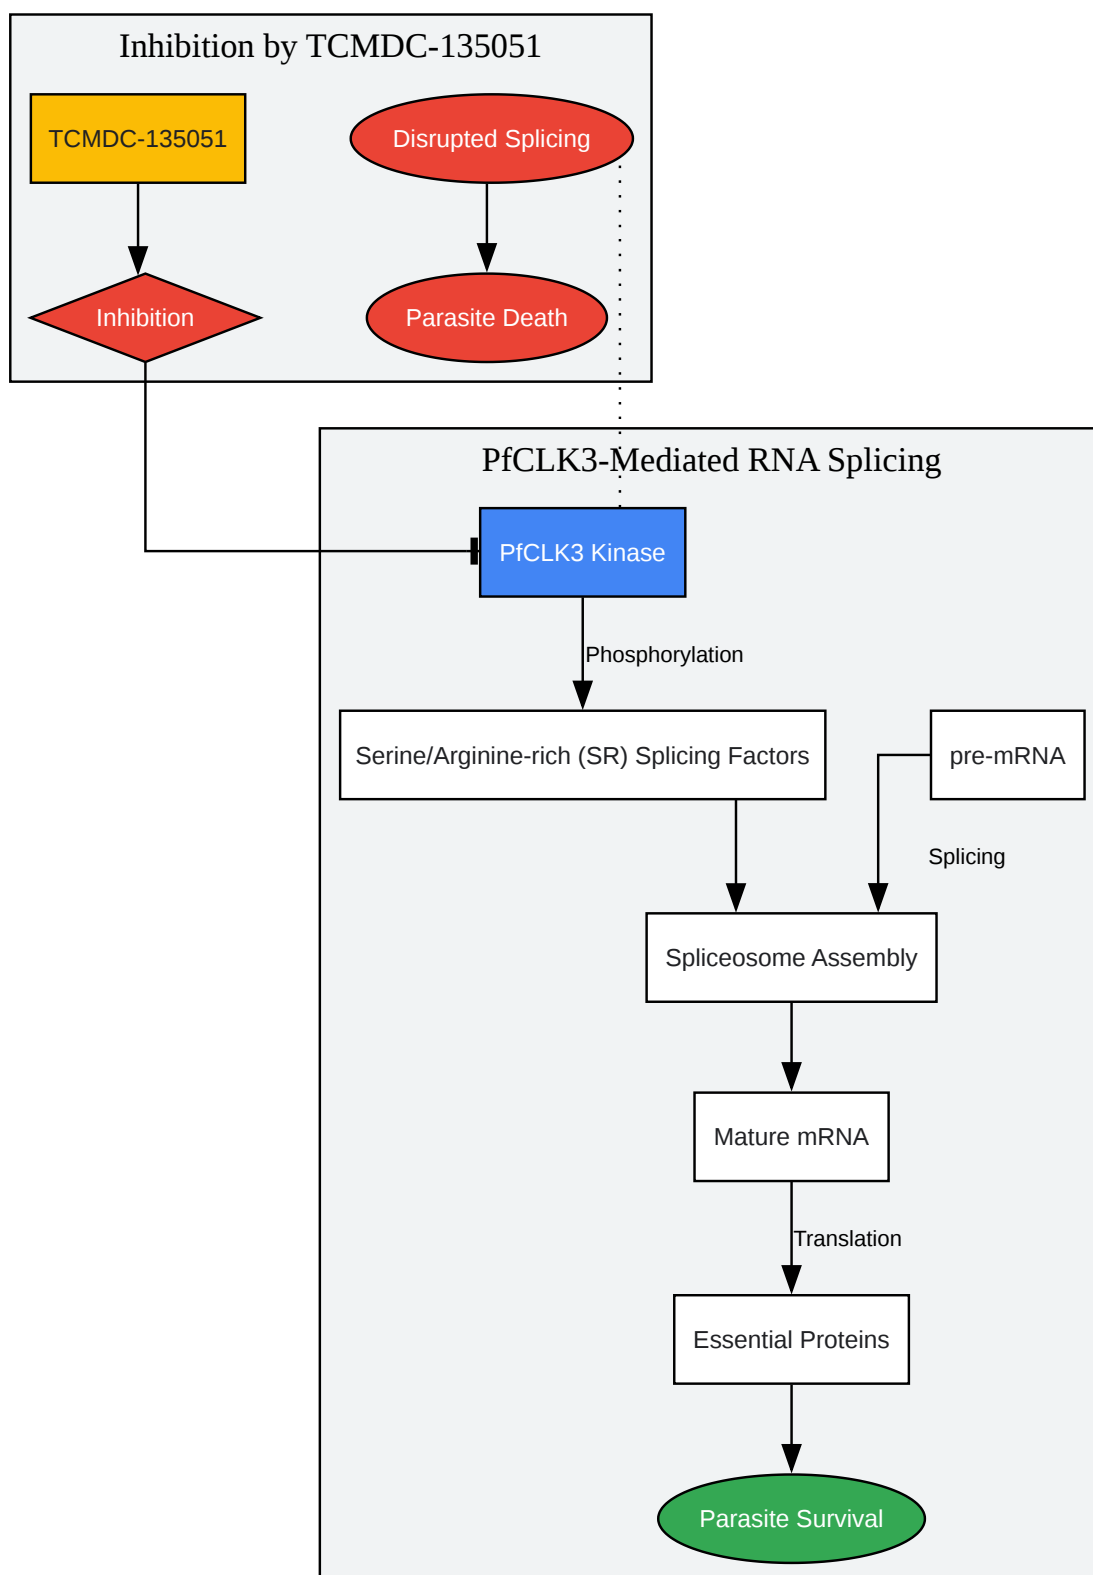 Inhibition by TCMDC-135051
TCMDC-135051
Disrupted Splicing
Inhibition
Parasite Death
PfCLK3-Mediated RNA Splicing
PfCLK3 Kinase
Phosphorylation
Serine/Arginine-rich (SR) Splicing Factors
pre-mRNA
Splicing
Spliceosome Assembly
Mature mRNA
Translation
Essential Proteins
Parasite Survival